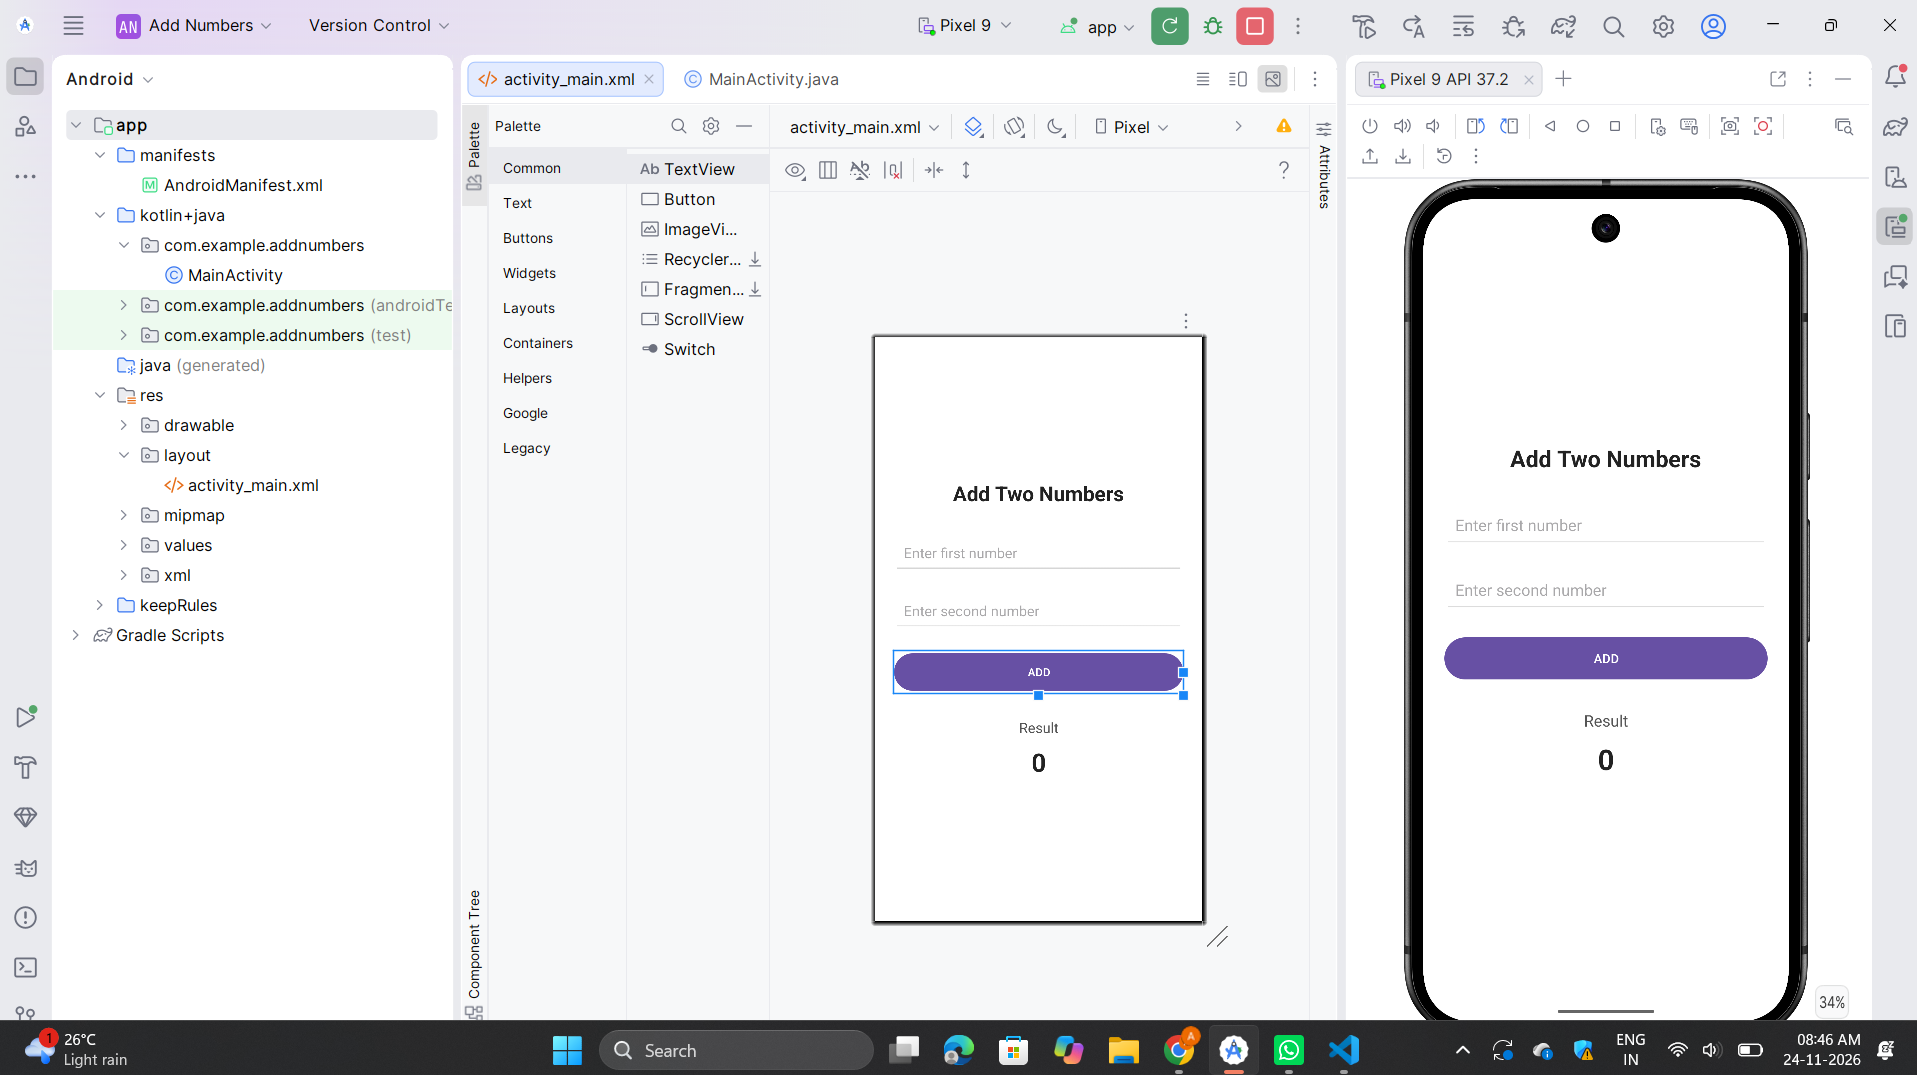 AN Add Numbers
Version Control
Pixel 9
app
Android
app
manifests
AndroidManifest.xml
kotlin+java
com.example.addnumbers
MainActivity
com.example.addnumbers (androidTe
com.example.addnumbers (test)
java (generated)
res
drawable
layout
activity_main.xml
mipmap
values
xml
keepRules
Gradle Scripts
activity_main.xml
MainActivity.java
Palette
Component Tree
Palette
Common
Text
Buttons
Widgets
Layouts
Containers
Helpers
Google
Legacy
Ab TextView
Button
ImageVi...
Recycler...
Fragmen...
ScrollView
Switch
activity_main.xml
Pixel
Attributes
Add Two Numbers
Enter first number
Enter second number
ADD
Result
0
Pixel 9 API 37.2
Add Two Numbers
Enter first number
Enter second number
ADD
Result
0
34%
1
26°C
Light rain
Search
A
ENG
IN
08:46 AM
24-11-2026